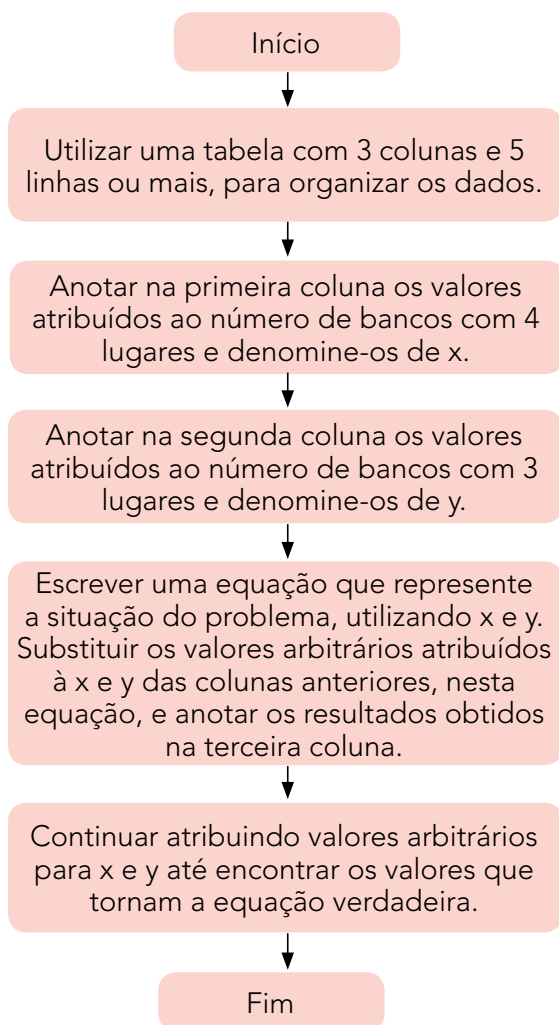 Início
Utilizar uma tabela com 3 colunas e 5
linhas ou mais, para organizar os dados.
Anotar na primeira coluna os valores
atribuídos ao número de bancos com 4
lugares e denomine-os de x.
Anotar na segunda coluna os valores
atribuídos ao número de bancos com 3
lugares e denomine-os de y.
Escrever uma equação que represente
a situação do problema, utilizando x e y.
Substituir os valores arbitrários atribuídos
à x e y das colunas anteriores, nesta
equação, e anotar os resultados obtidos
na terceira coluna.
Continuar atribuindo valores arbitrários
para x e y até encontrar os valores que
tornam a equação verdadeira.
Fim